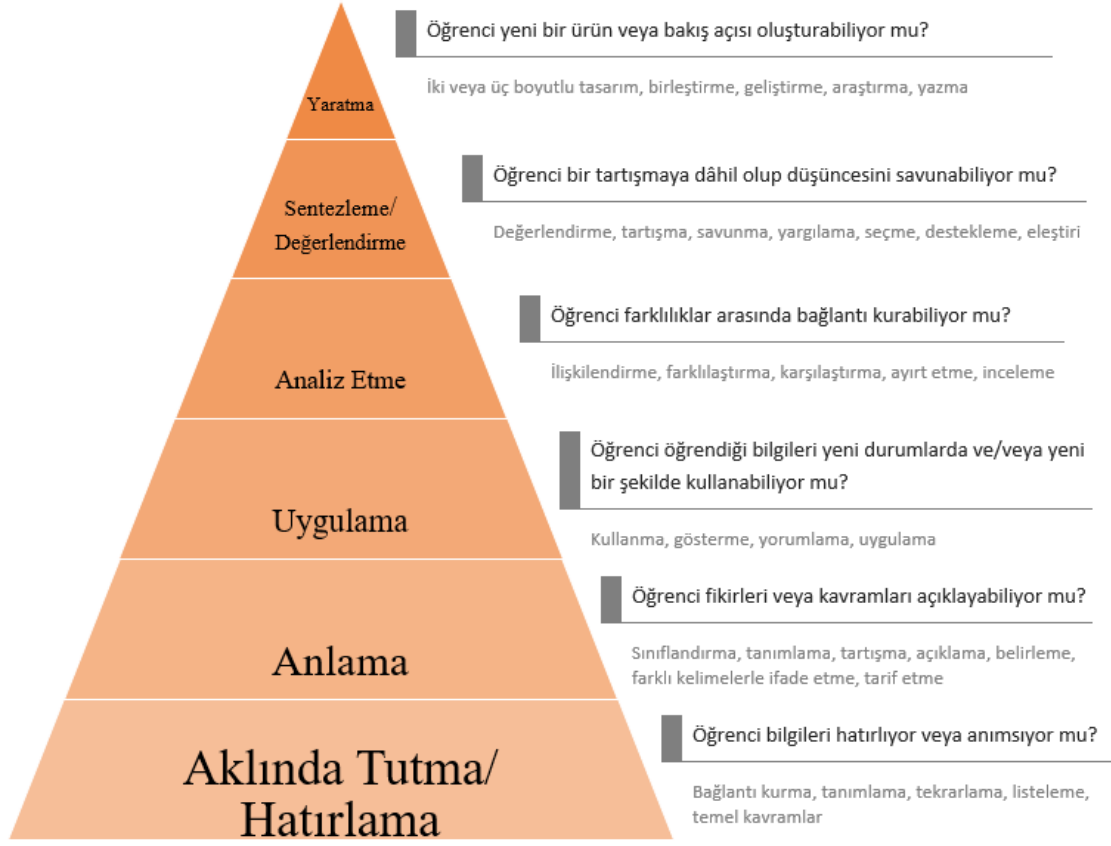 Yaratma
Öğrenci yeni bir ürün veya bakış açısı oluşturabiliyor mu?
İki veya üç boyutlu tasarım, birleştirme, geliştirme, araştırma, yazma
Sentezleme/
Değerlendirme
Öğrenci bir tartışmaya dâhil olup düşüncesini savunabiliyor mu?
Değerlendirme, tartışma, savunma, yargılama, seçme, destekleme, eleştiri
Analiz Etme
Öğrenci farklılıklar arasında bağlantı kurabiliyor mu?
İlişkilendirme, farklılaştırma, karşılaştırma, ayırt etme, inceleme
Uygulama
Öğrenci öğrendiği bilgileri yeni durumlarda ve/veya yeni
bir şekilde kullanabiliyor mu?
Kullanma, gösterme, yorumlama, uygulama
Anlama
Öğrenci fikirleri veya kavramları açıklayabiliyor mu?
Sınıflandırma, tanımlama, tartışma, açıklama, belirleme,
farklı kelimelerle ifade etme, tarif etme
Aklında Tutma/
Hatırlama
Öğrenci bilgileri hatırlıyor veya anımsıyor mu?
Bağlantı kurma, tanımlama, tekrarlama, listeleme,
temel kavramlar